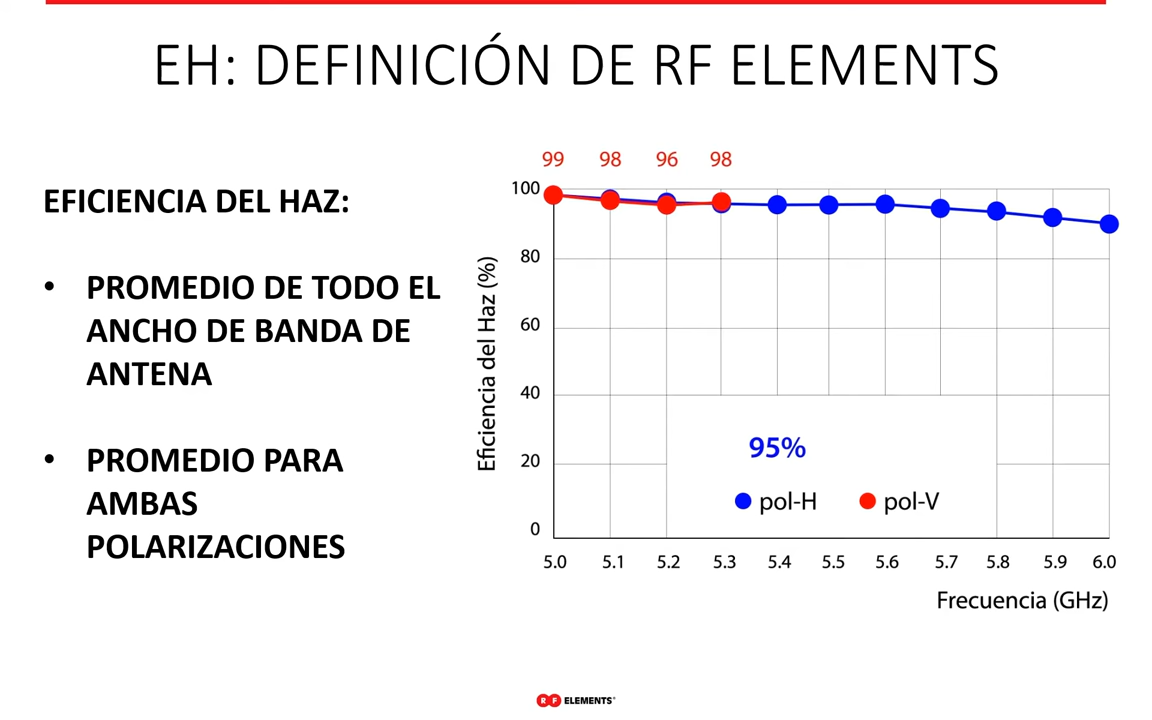 EH: DEFINICIÓN DE RF ELEMENTS
EFICIENCIA DEL HAZ:
• PROMEDIO DE TODO EL
ANCHO DE BANDA DE
ANTENA
• PROMEDIO PARA
AMBAS
POLARIZACIONES
99 98 96 98
Eficiencia del Haz (%)
100
80
60
40
20
0
95%
pol-H pol-V
5.0 5.1 5.2 5.3 5.4 5.5 5.6 5.7 5.8 5.9 6.0
Frecuencia (GHz)
RF ELEMENTS